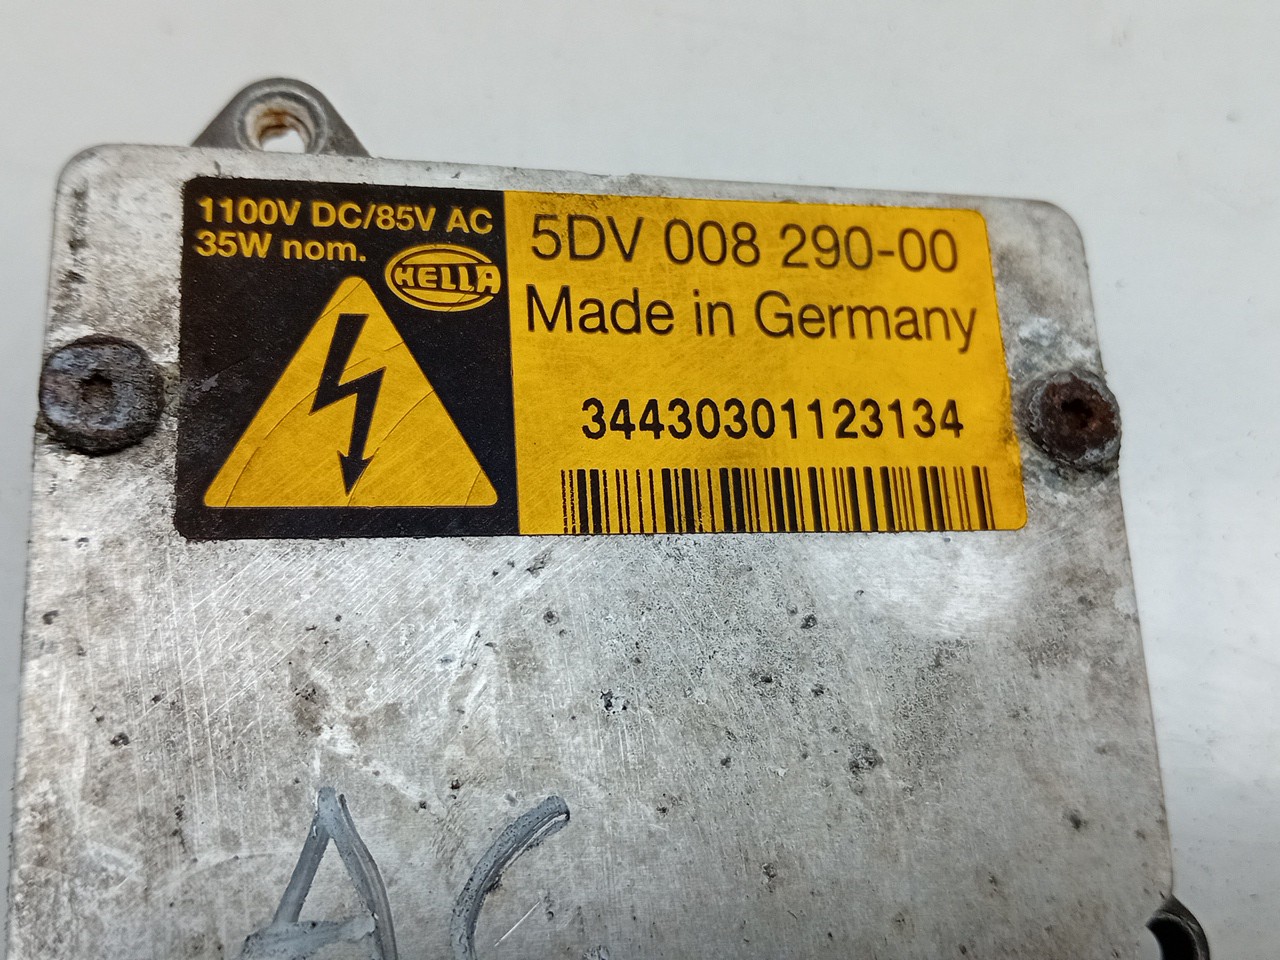 1100V DC/85V AC
35W nom.
HELLA
5DV 008 290-00
Made in Germany
34430301123134